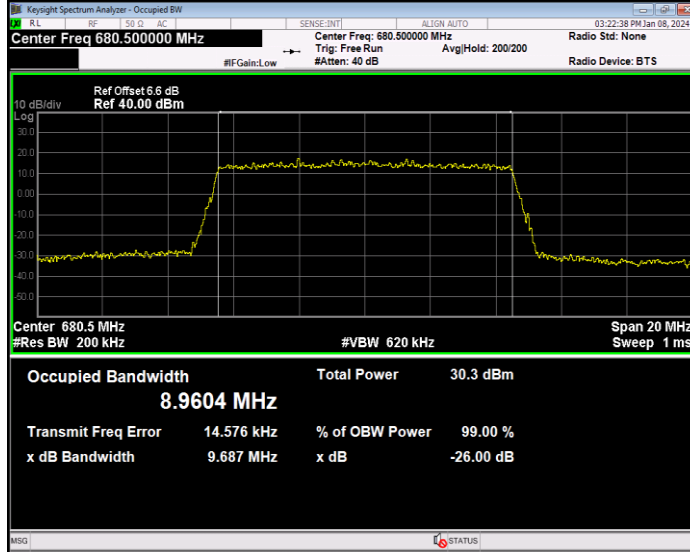 Keysight Spectrum Analyzer - Occupied BW
RL RF 50 Ω AC SENSE:INT ALIGN AUTO 03:22:38 PM Jan 08, 2024
Center Freq 680.500000 MHz Center Freq: 680.500000 MHz Radio Std: None
Trig: Free Run Avg|Hold: 200/200
#IFGain:Low #Atten: 40 dB Radio Device: BTS
Ref Offset 6.6 dB
10 dB/div Ref 40.00 dBm
Log
30.0
20.0
10.0
0.00
-10.0
-20.0
-30.0
-40.0
-50.0
Center 680.5 MHz Span 20 MHz
#Res BW 200 kHz #VBW 620 kHz Sweep 1 ms
Occupied Bandwidth Total Power 30.3 dBm
8.9604 MHz
Transmit Freq Error 14.576 kHz % of OBW Power 99.00 %
x dB Bandwidth 9.687 MHz x dB -26.00 dB
MSG STATUS